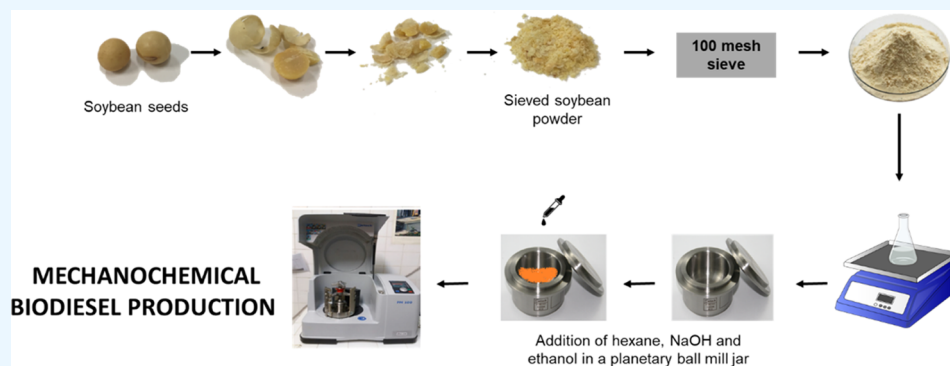 100 mesh
sieve
Soybean seeds
Sieved soybean
powder
MECHANOCHEMICAL
BIODIESEL PRODUCTION
Addition of hexane, NaOH and
ethanol in a planetary ball mill jar